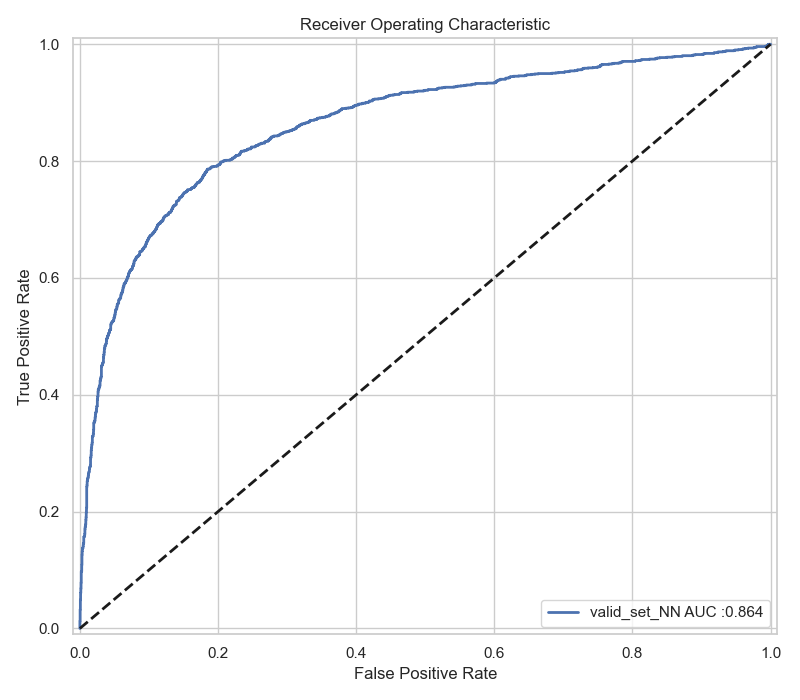 Receiver Operating Characteristic
1.0
0.8
0.6
0.4
0.2
0.0
True Positive Rate
0.0 0.2 0.4 0.6 0.8 1.0
False Positive Rate
valid_set_NN AUC :0.864